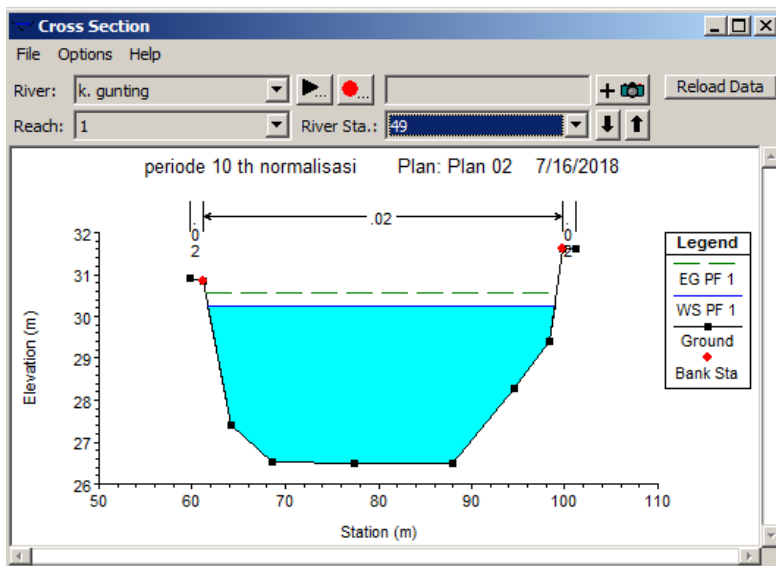 Cross Section
File Options Help
River: k. gunting ... ... + Reload Data
Reach: 1 River Sta.: 49
periode 10 th normalisasi Plan: Plan 02 7/16/2018
.02 .02 .02
32
31
30
29
28
27
26
Elevation (m)
50 60 70 80 90 100 110
Station (m)
Legend
EG PF 1
WS PF 1
Ground
Bank Sta